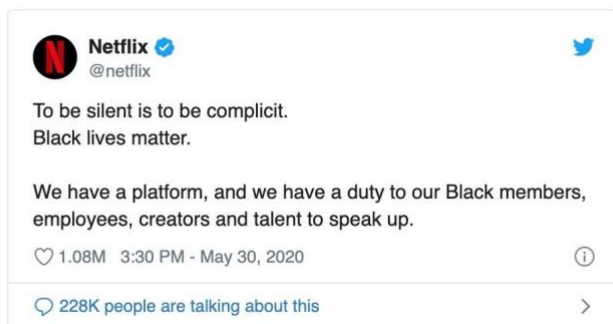 Netflix
@netflix
To be silent is to be complicit.
Black lives matter.
We have a platform, and we have a duty to our Black members,
employees, creators and talent to speak up.
1.08M 3:30 PM - May 30, 2020
228K people are talking about this